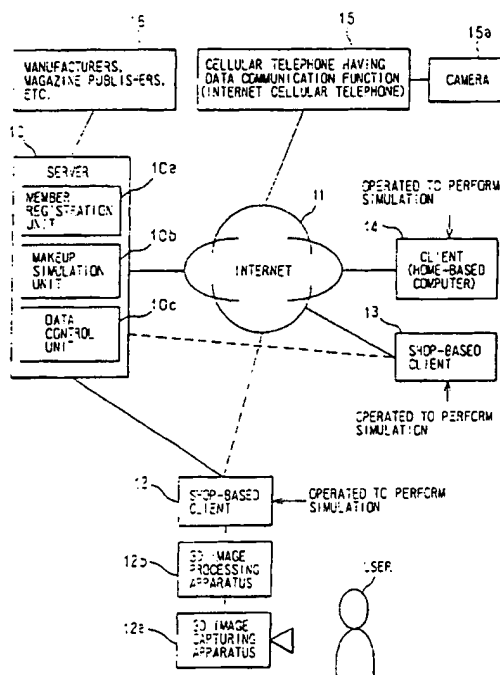 16
MANUFACTURERS,
MAGAZINE PUBLISHERS,
ETC.
15
CELLULAR TELEPHONE HAVING
DATA COMMUNICATION FUNCTION
(INTERNET CELLULAR TELEPHONE)
15a
CAMERA
10
SERVER
10a
MEMBER
REGISTRATION
UNIT
10b
MAKEUP
SIMULATION
UNIT
10c
DATA
CONTROL
UNIT
11
INTERNET
OPERATED TO PERFORM
SIMULATION
14
CLIENT
(HOME-BASED
COMPUTER)
13
SHOP-BASED
CLIENT
OPERATED TO PERFORM
SIMULATION
12
SHOP-BASED
CLIENT
OPERATED TO PERFORM
SIMULATION
12b
3D IMAGE
PROCESSING
APPARATUS
12a
3D IMAGE
CAPTURING
APPARATUS
USER